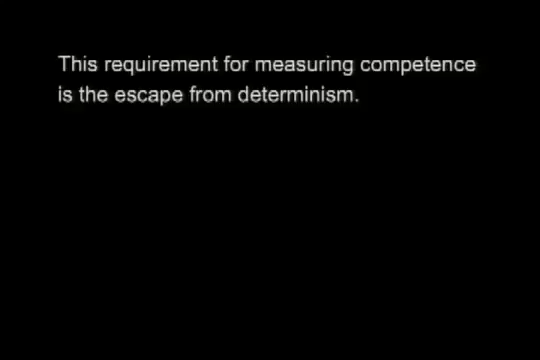 This requirement for measuring competence
is the escape from determinism.